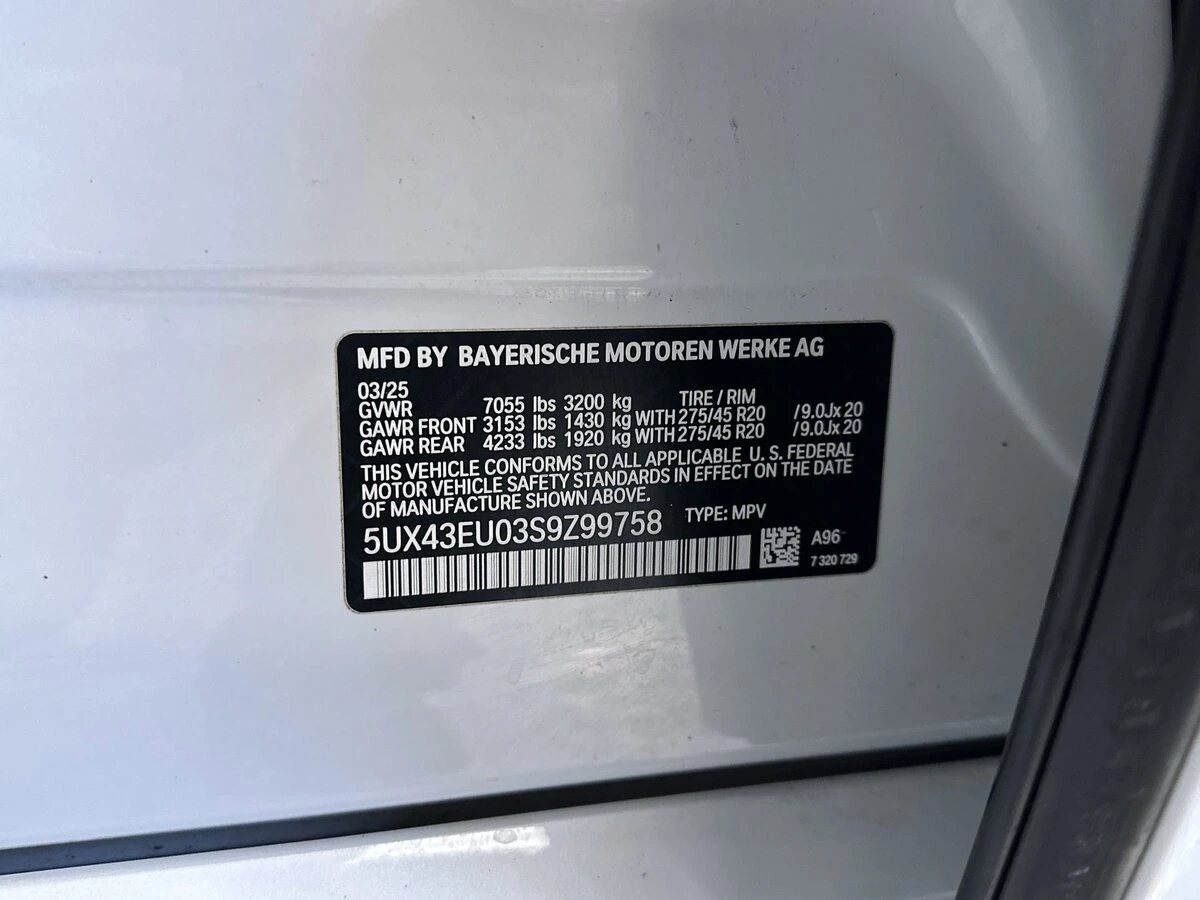 MFD BY BAYERISCHE MOTOREN WERKE AG
03/25
TIRE / RIM
GVWR 7055 lbs 3200 kg
GAWR FRONT 3153 lbs 1430 kg WITH 275/45 R20 /9.0Jx 20
GAWR REAR 4233 lbs 1920 kg WITH 275/45 R20 /9.0Jx 20
THIS VEHICLE CONFORMS TO ALL APPLICABLE U. S. FEDERAL
MOTOR VEHICLE SAFETY STANDARDS IN EFFECT ON THE DATE
OF MANUFACTURE SHOWN ABOVE.
5UX43EU03S9Z99758 TYPE: MPV
A96
7 320 729